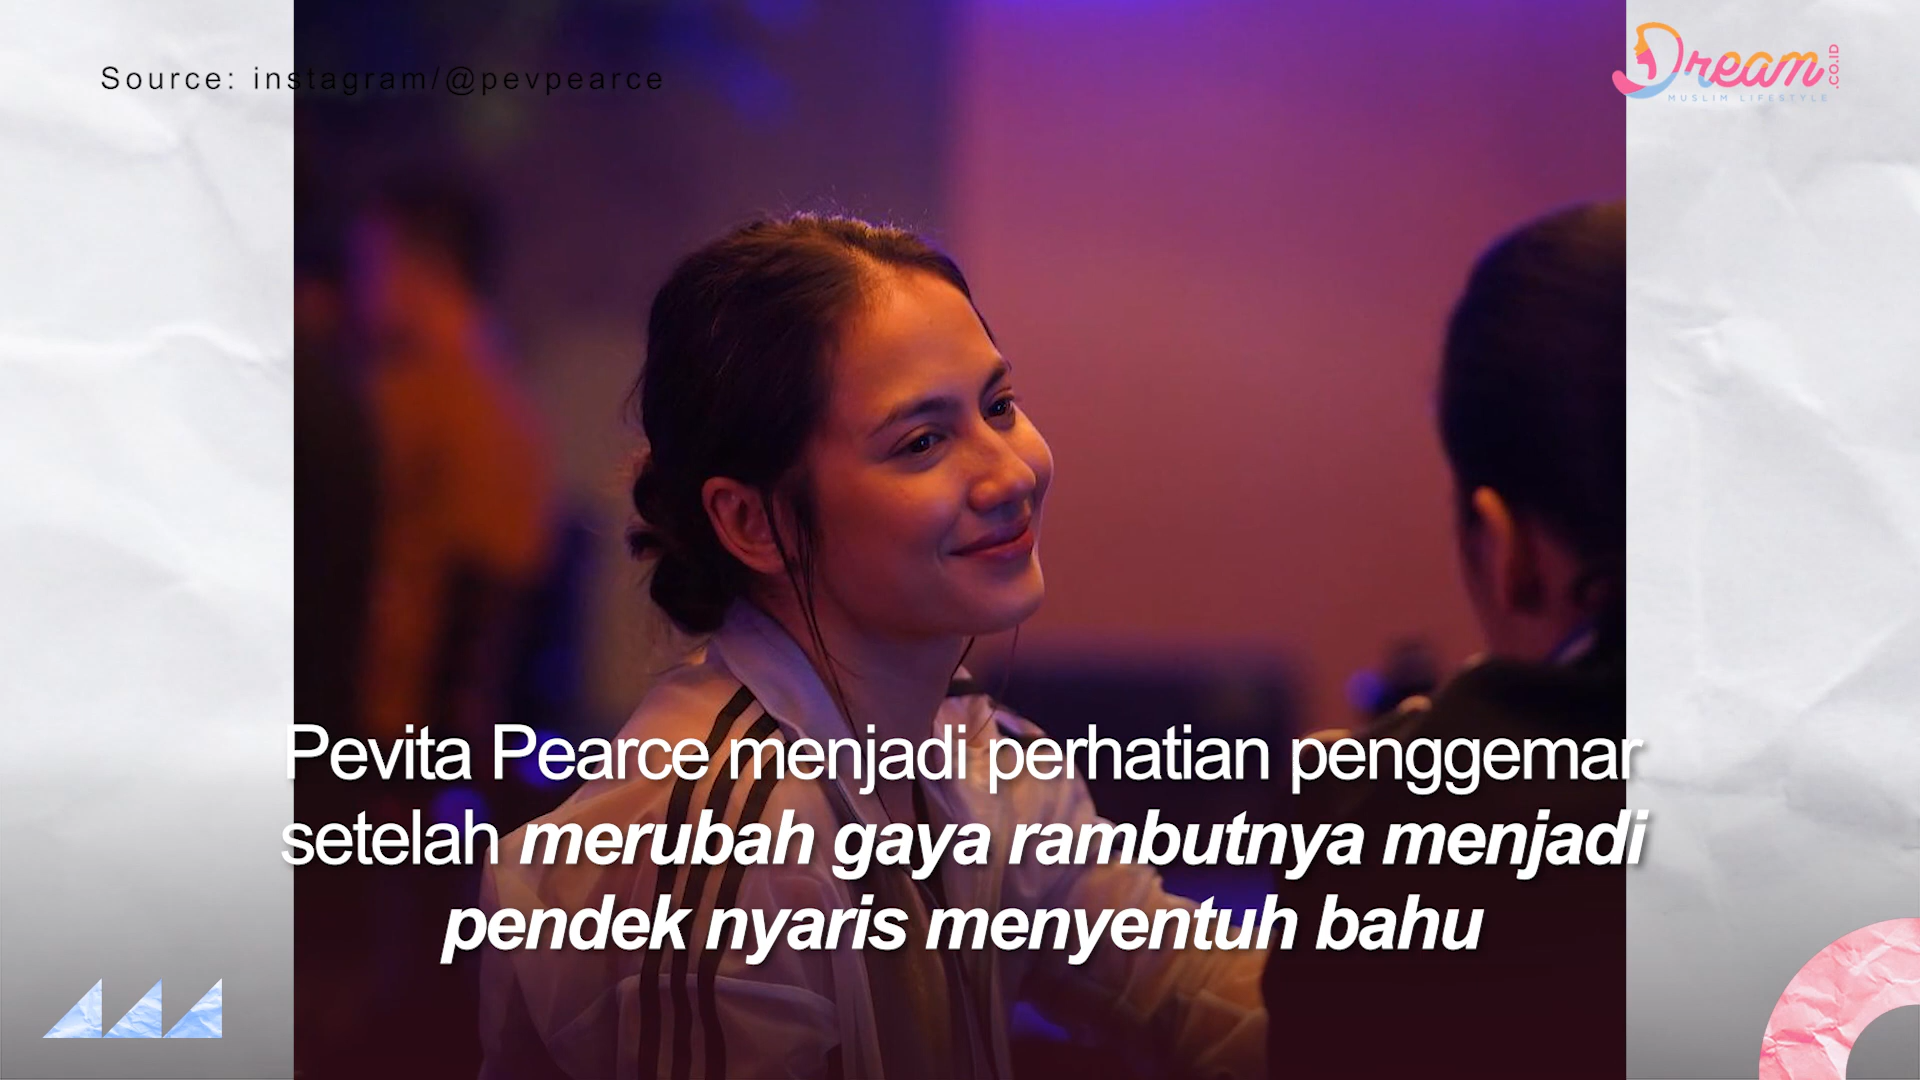 Source: instagram/@pevpearce
Dream
.CO.ID
MUSLIM LIFESTYLE
Pevita Pearce menjadi perhatian penggemar
setelah merubah gaya rambutnya menjadi
pendek nyaris menyentuh bahu